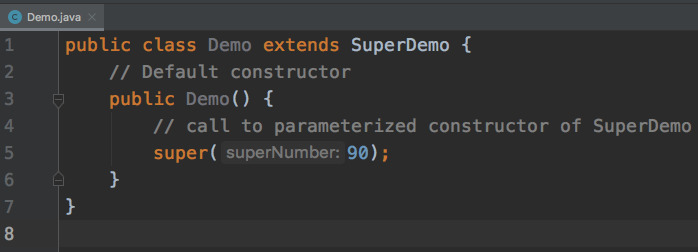 Demo.java
1 public class Demo extends SuperDemo {
2 // Default constructor
3 public Demo() {
4 // call to parameterized constructor of SuperDemo
5 super( superNumber: 90);
6 }
7 }
8